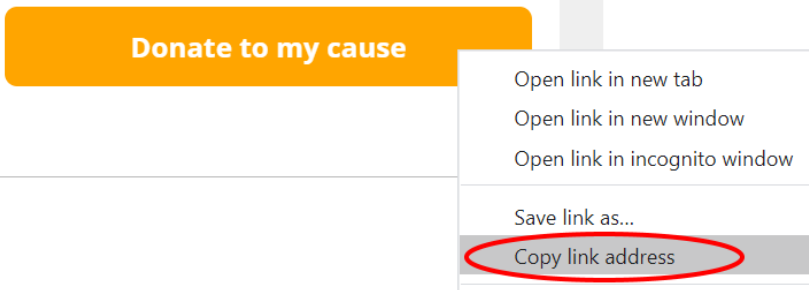 Donate to my cause
Open link in new tab
Open link in new window
Open link in incognito window
Save link as...
Copy link address